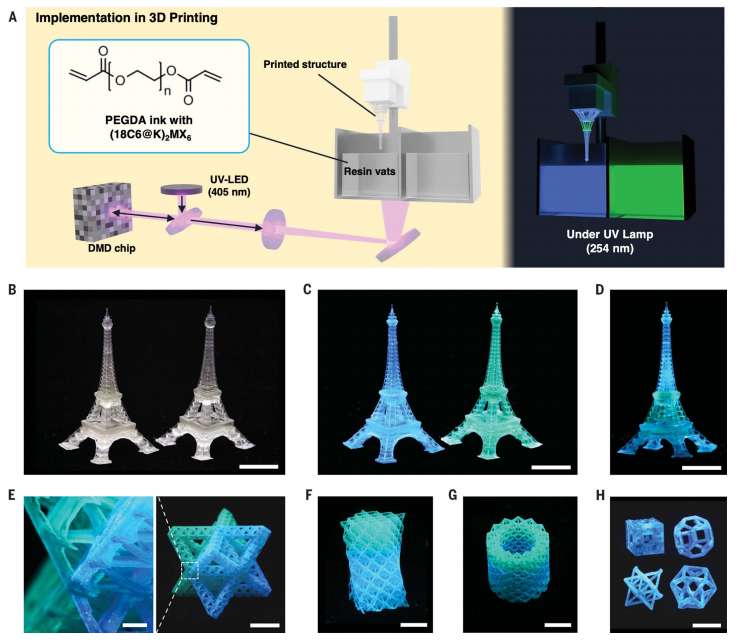 A
Implementation in 3D Printing
O
O
O
n
O
PEGDA ink with
(18C6@K)₂MX₆
Printed structure
Resin vats
UV-LED
(405 nm)
DMD chip
Under UV Lamp
(254 nm)
B
C
D
E
F
G
H